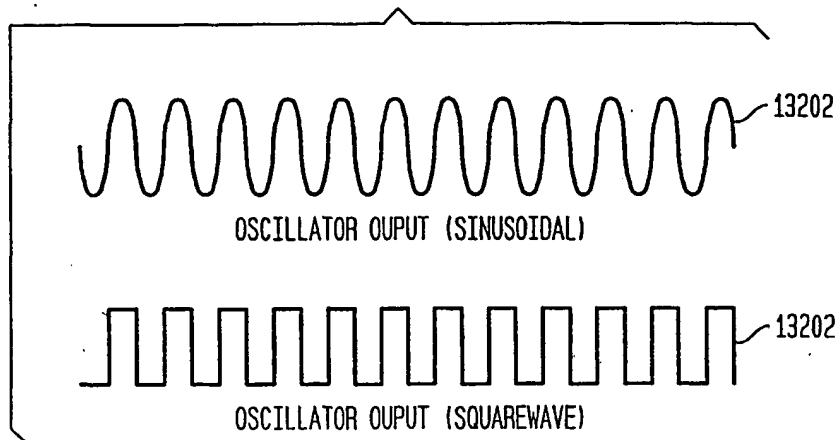 13202
OSCILLATOR OUPUT (SINUSOIDAL)
13202
OSCILLATOR OUPUT (SQUAREWAVE)